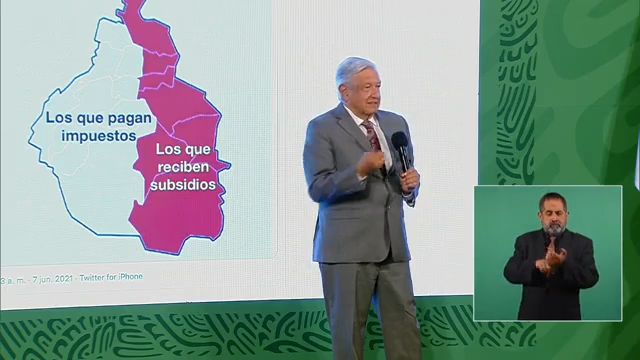 Los que pagan
impuestos
Los que
reciben
subsidios
3 a. m. · 7 jun. 2021 · Twitter for iPhone